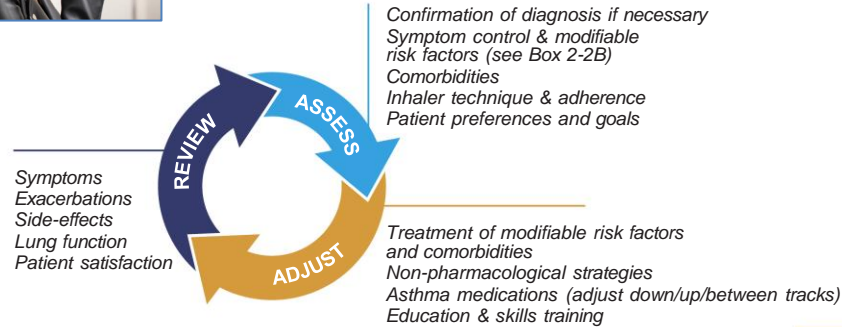 Confirmation of diagnosis if necessary
Symptom control & modifiable
risk factors (see Box 2-2B)
Comorbidities
Inhaler technique & adherence
Patient preferences and goals
ASSESS
REVIEW
Symptoms
Exacerbations
Side-effects
Lung function
Patient satisfaction
ADJUST
Treatment of modifiable risk factors
and comorbidities
Non-pharmacological strategies
Asthma medications (adjust down/up/between tracks)
Education & skills training